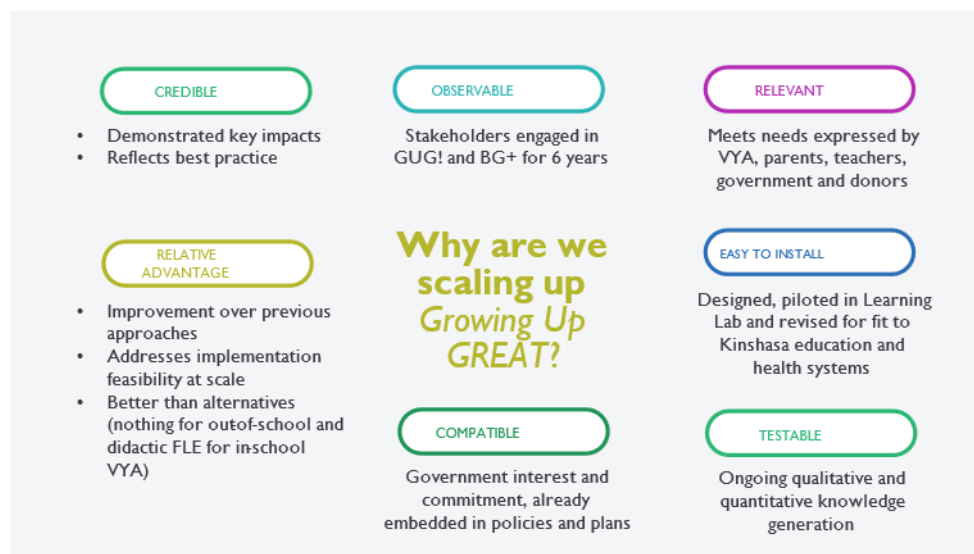 CREDIBLE
• Demonstrated key impacts
• Reflects best practice
OBSERVABLE
Stakeholders engaged in
GUG! and BG+ for 6 years
RELEVANT
Meets needs expressed by
VYA, parents, teachers,
government and donors
RELATIVE
ADVANTAGE
• Improvement over previous
approaches
• Addresses implementation
feasibility at scale
• Better than alternatives
(nothing for out-of-school and
didactic FLE for in-school
VYA)
Why are we
scaling up
Growing Up
GREAT?
EASY TO INSTALL
Designed, piloted in Learning
Lab and revised for fit to
Kinshasa education and
health systems
COMPATIBLE
Government interest and
commitment, already
embedded in policies and plans
TESTABLE
Ongoing qualitative and
quantitative knowledge
generation